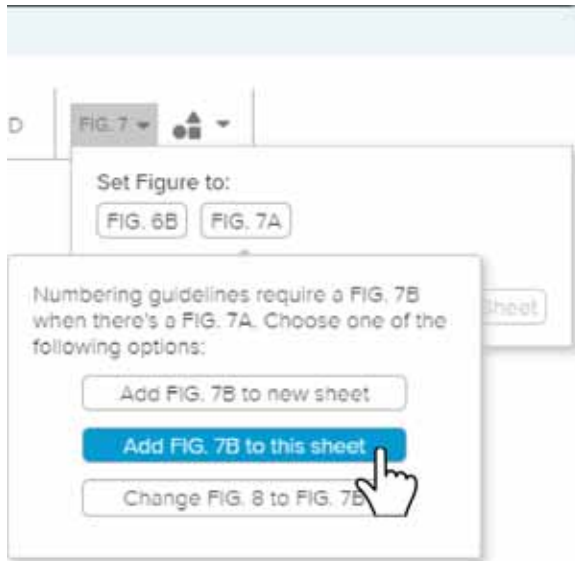 D
FIG. 7
Set Figure to:
FIG. 6B FIG. 7A
Sheet
Numbering guidelines require a FIG. 7B
when there's a FIG. 7A. Choose one of the
following options:
Add FIG. 7B to new sheet
Add FIG. 7B to this sheet
Change FIG. 8 to FIG. 7B